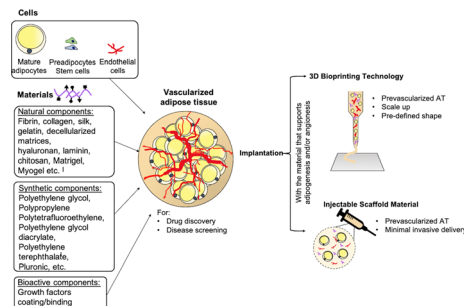 Cells
Mature
adipocytes
Preadipocytes
Stem cells
Endothelial
cells
Materials
Natural components:
Fibrin, collagen, silk,
gelatin, decellularized
matrices,
hyaluronan, laminin,
chitosan, Matrigel,
Myogel etc.
Synthetic components:
Polyethylene glycol,
Polypropylene
Polytetrafluoroethylene,
Polyethylene glycol
diacrylate,
Polyethylene
terephthalate,
Pluronic, etc.
Bioactive components:
Growth factors
coating/binding
Vascularized
adipose tissue
For:
• Drug discovery
• Disease screening
Implantation
With the material that supports
adipogenesis and/or angionesis
3D Bioprinting Technology
• Prevascularized AT
• Scale up
• Pre-defined shape
Injectable Scaffold Material
• Prevascularized AT
• Minimal invasive delivery